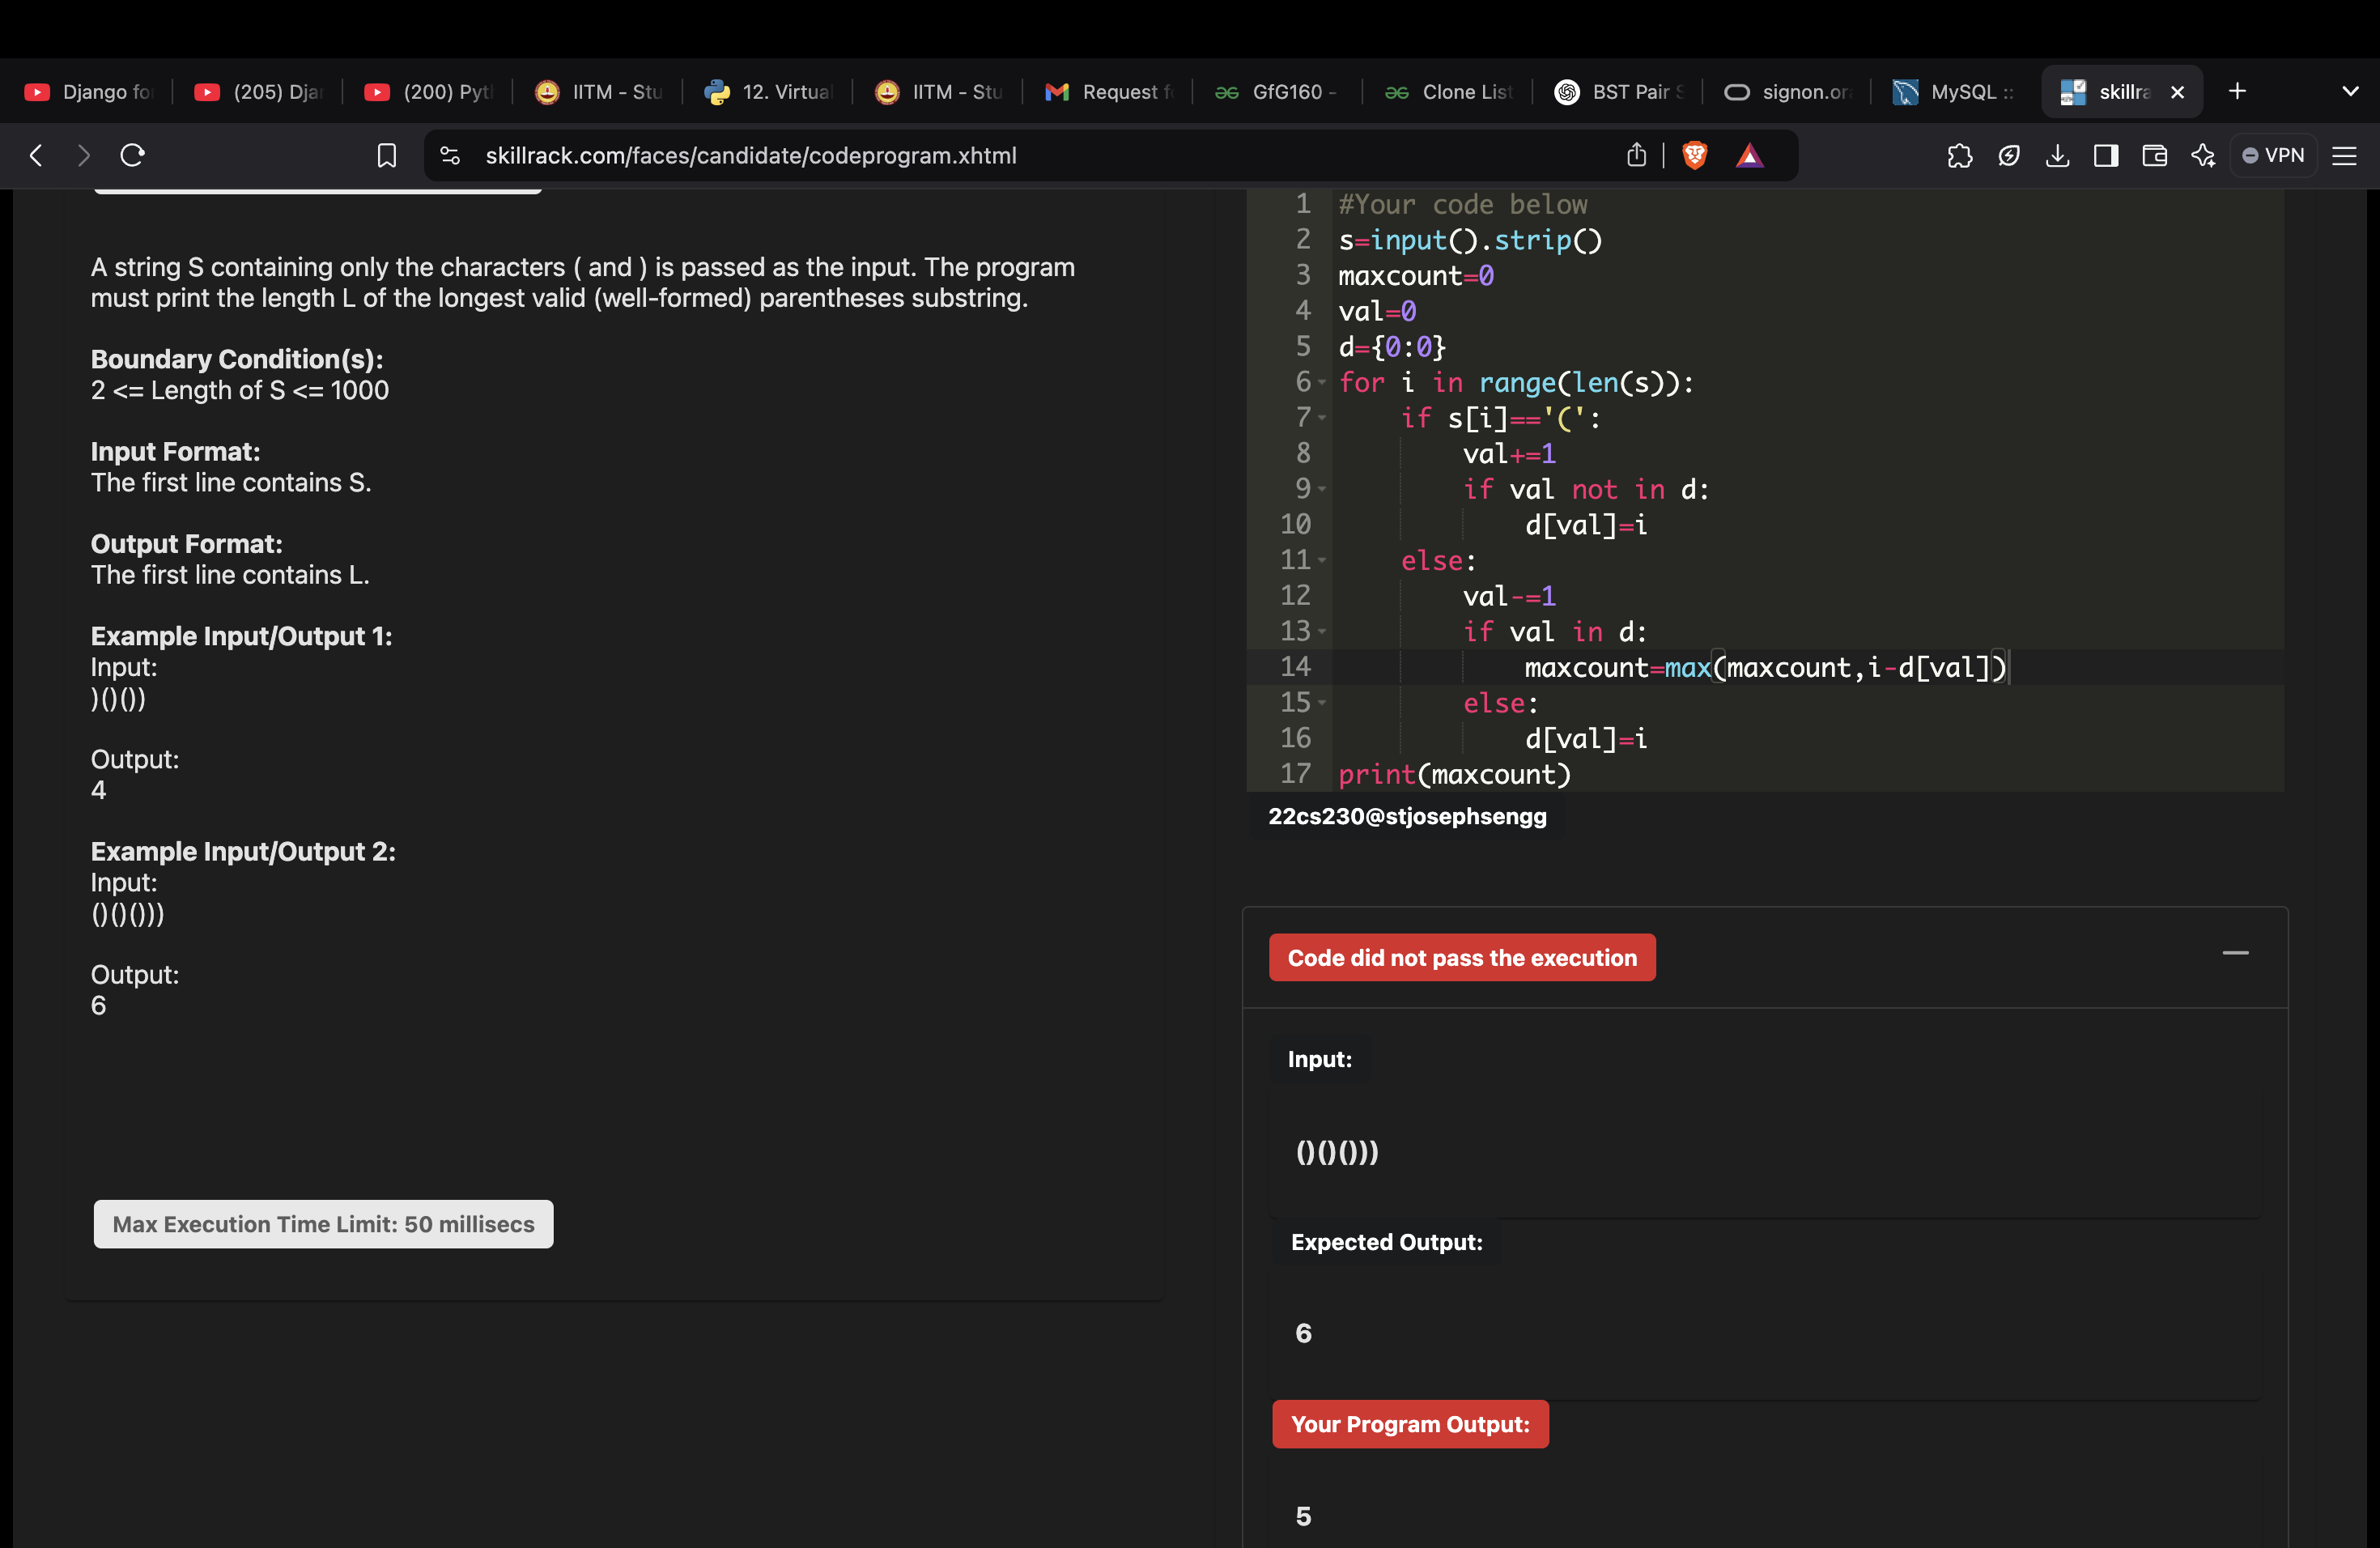 Django fo
(205) Djar
(200) Pyt
IITM - Stu
12. Virtua
IITM - Stu
Request f
GfG160 -
Clone List
BST Pair S
signon.or
MySQL ::
skillra
skillrack.com/faces/candidate/codeprogram.xhtml
VPN
A string S containing only the characters ( and ) is passed as the input. The program
must print the length L of the longest valid (well-formed) parentheses substring.
Boundary Condition(s):
2 <= Length of S <= 1000
Input Format:
The first line contains S.
Output Format:
The first line contains L.
Example Input/Output 1:
Input:
)()())
Output:
4
Example Input/Output 2:
Input:
()()()))
Output:
6
Max Execution Time Limit: 50 millisecs
1 #Your code below
2 s=input().strip()
3 maxcount=0
4 val=0
5 d={0:0}
6 for i in range(len(s)):
7 if s[i]=='(':
8 val+=1
9 if val not in d:
10 d[val]=i
11 else:
12 val-=1
13 if val in d:
14 maxcount=max(maxcount,i-d[val])
15 else:
16 d[val]=i
17 print(maxcount)
22cs230@stjosephsengg
Code did not pass the execution
Input:
()()()))
Expected Output:
6
Your Program Output:
5